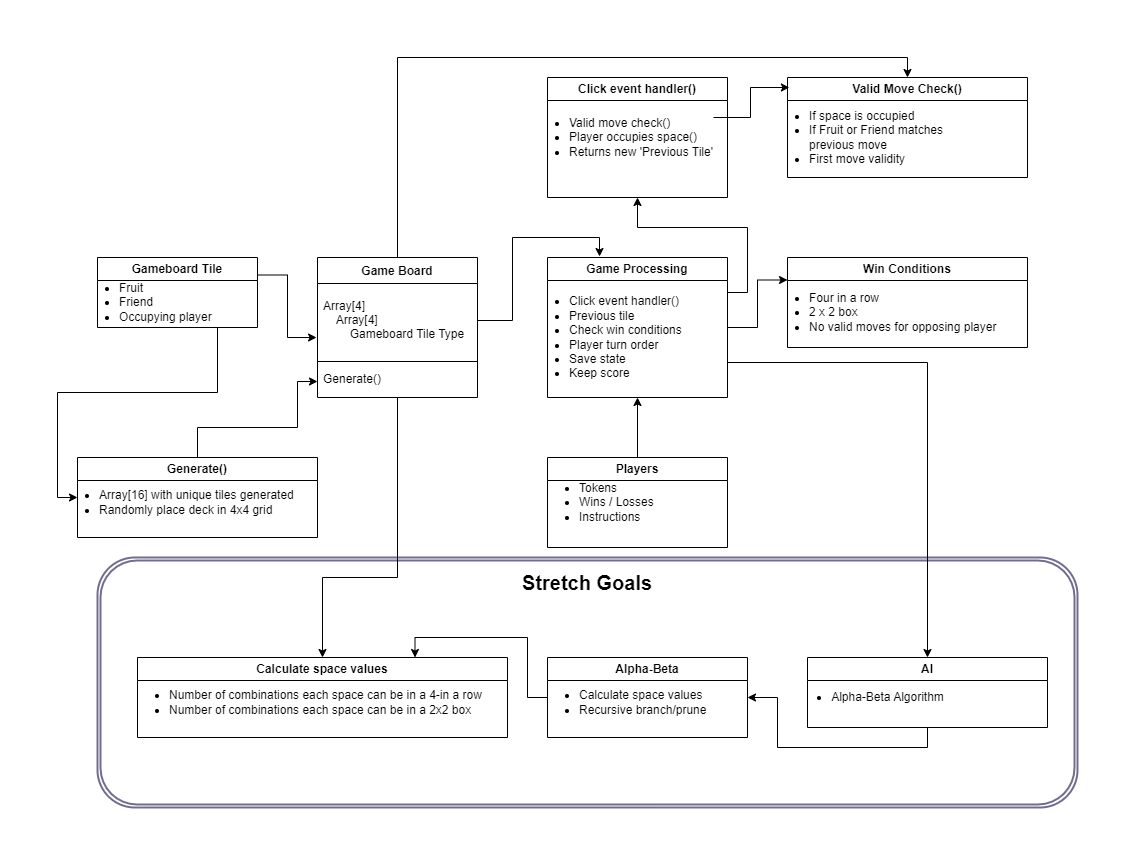 Click event handler()
Valid move check()
Player occupies space()
Returns new 'Previous Tile'
Valid Move Check()
If space is occupied
If Fruit or Friend matches
previous move
First move validity
Gameboard Tile
Fruit
Friend
Occupying player
Game Board
Array[4]
Array[4]
Gameboard Tile Type
Generate()
Game Processing
Click event handler()
Previous tile
Check win conditions
Player turn order
Save state
Keep score
Win Conditions
Four in a row
2 x 2 box
No valid moves for opposing player
Generate()
Array[16] with unique tiles generated
Randomly place deck in 4x4 grid
Players
Tokens
Wins / Losses
Instructions
Stretch Goals
Calculate space values
Number of combinations each space can be in a 4-in a row
Number of combinations each space can be in a 2x2 box
Alpha-Beta
Calculate space values
Recursive branch/prune
AI
Alpha-Beta Algorithm